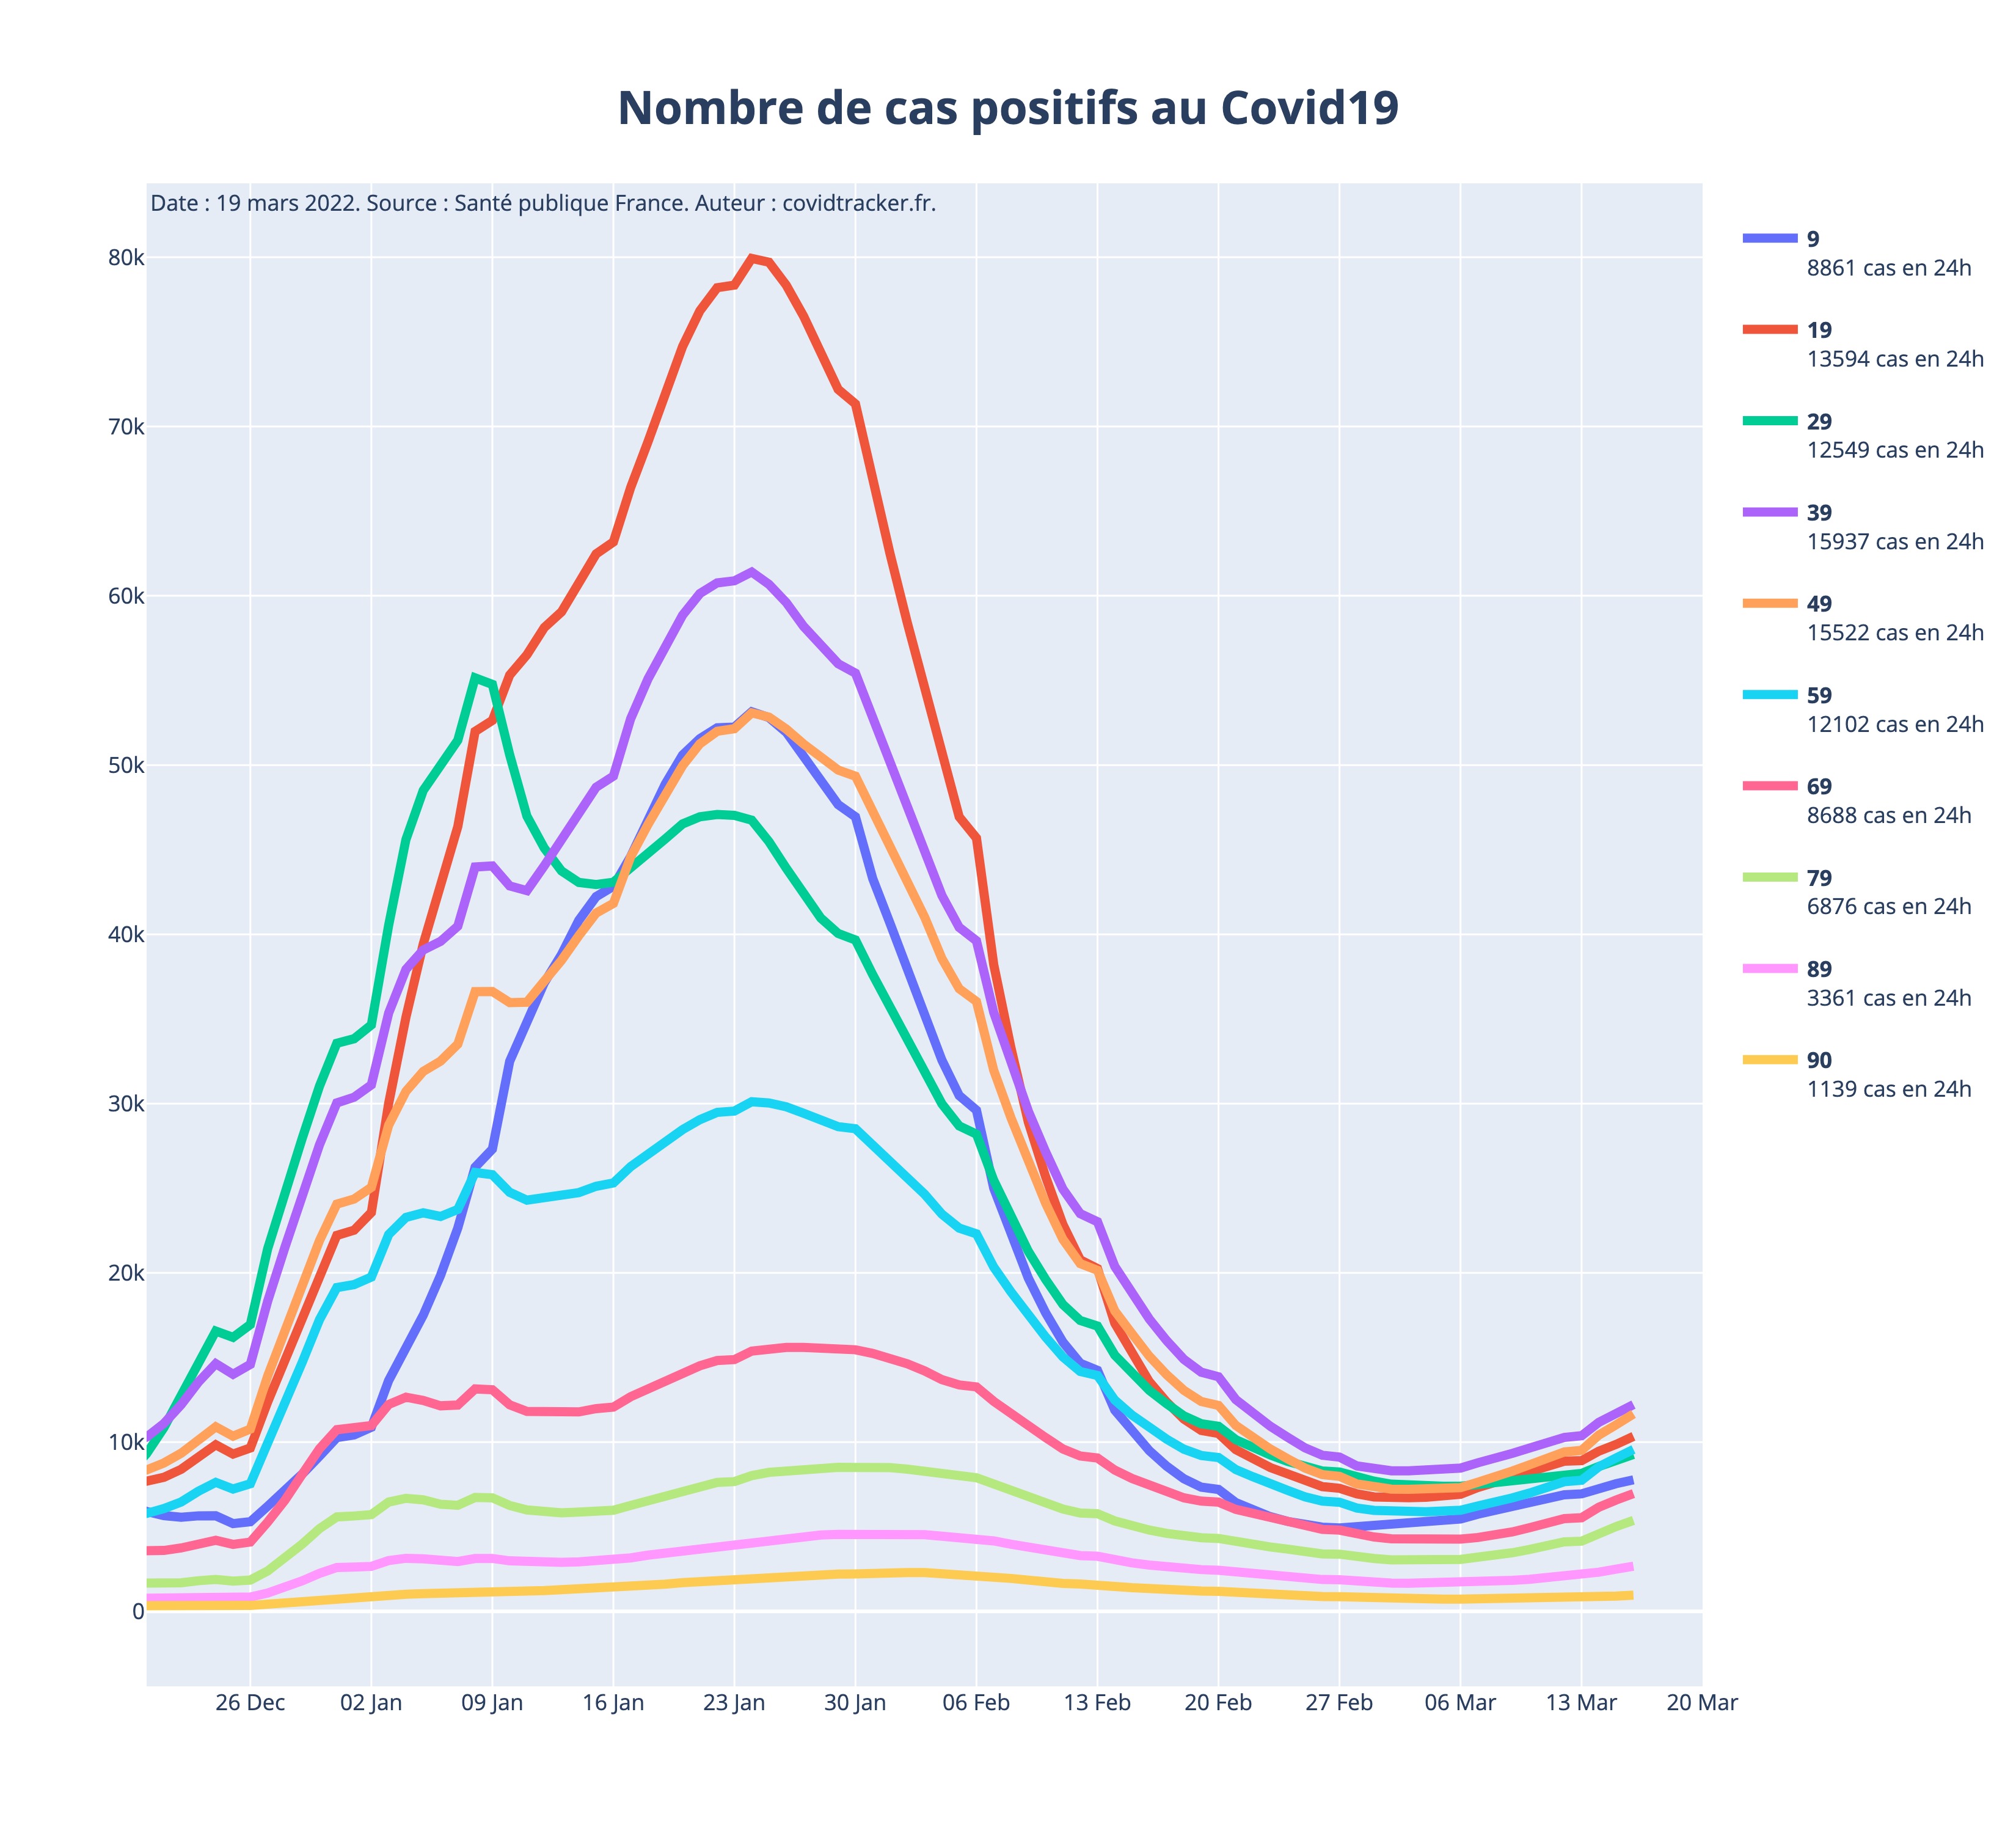 Nombre de cas positifs au Covid19
Date : 19 mars 2022. Source : Santé publique France. Auteur : covidtracker.fr.
80k
70k
60k
50k
40k
30k
20k
10k
0
26 Dec
02 Jan
09 Jan
16 Jan
23 Jan
30 Jan
06 Feb
13 Feb
20 Feb
27 Feb
06 Mar
13 Mar
20 Mar
9
8861 cas en 24h
19
13594 cas en 24h
29
12549 cas en 24h
39
15937 cas en 24h
49
15522 cas en 24h
59
12102 cas en 24h
69
8688 cas en 24h
79
6876 cas en 24h
89
3361 cas en 24h
90
1139 cas en 24h